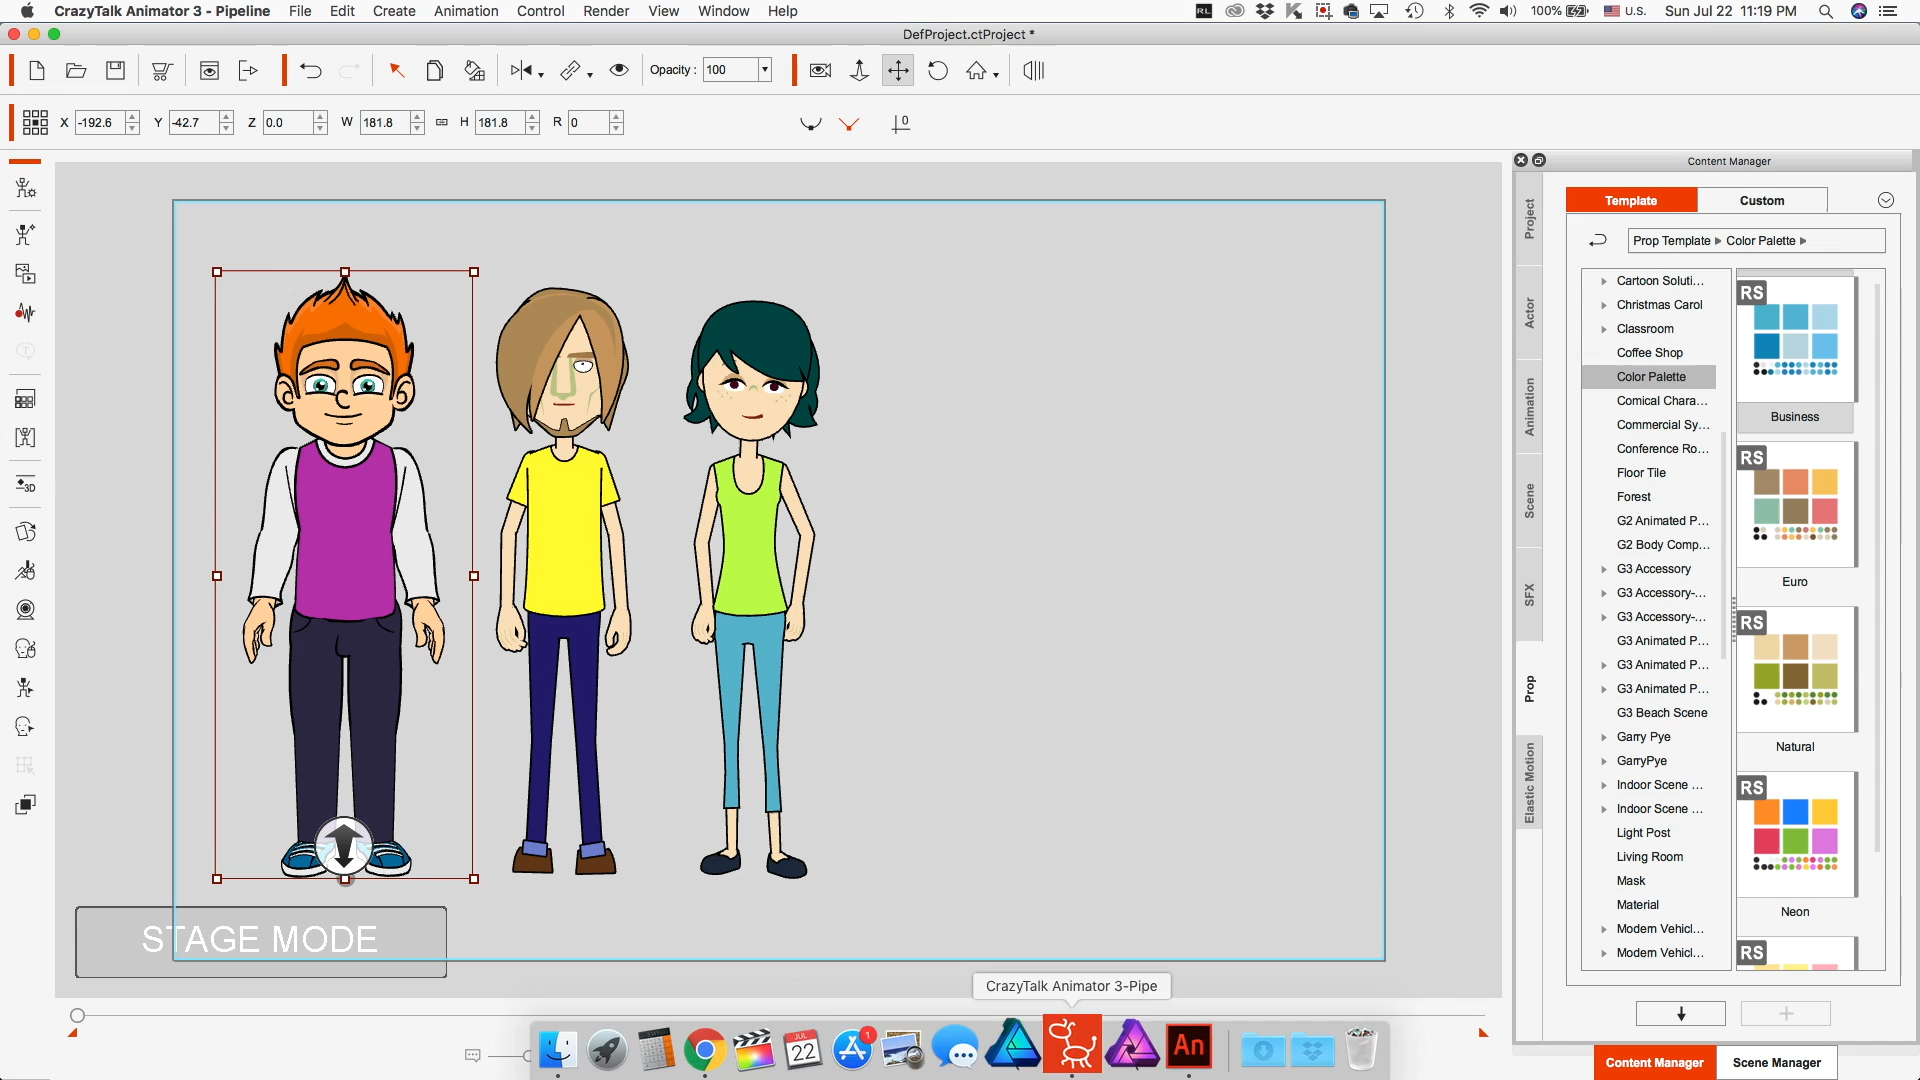 CrazyTalk Animator 3 - Pipeline File Edit Create Animation Control Render View Window Help
RL 100% U.S. Sun Jul 22 11:19 PM
DefProject.ctProject *
Opacity : 100
X -192.6 Y -42.7 Z 0.0 W 181.8 H 181.8 R 0
0
Content Manager
Template Custom
Prop Template Color Palette
Project
Actor
Animation
Scene
SFX
Prop
Elastic Motion
Cartoon Soluti...
Christmas Carol
Classroom
Coffee Shop
Color Palette
Comical Chara...
Commercial Sy...
Conference Ro...
Floor Tile
Forest
G2 Animated P...
G2 Body Comp...
G3 Accessory
G3 Accessory-...
G3 Accessory-...
G3 Animated P...
G3 Animated P...
G3 Animated P...
G3 Beach Scene
Garry Pye
GarryPye
Indoor Scene ...
Indoor Scene ...
Light Post
Living Room
Mask
Material
Modern Vehicl...
Modern Vehicl...
RS
Business
RS
Euro
RS
Natural
RS
Neon
RS
3D
STAGE MODE
CrazyTalk Animator 3-Pipe
JUL
22
1
An
Content Manager Scene Manager